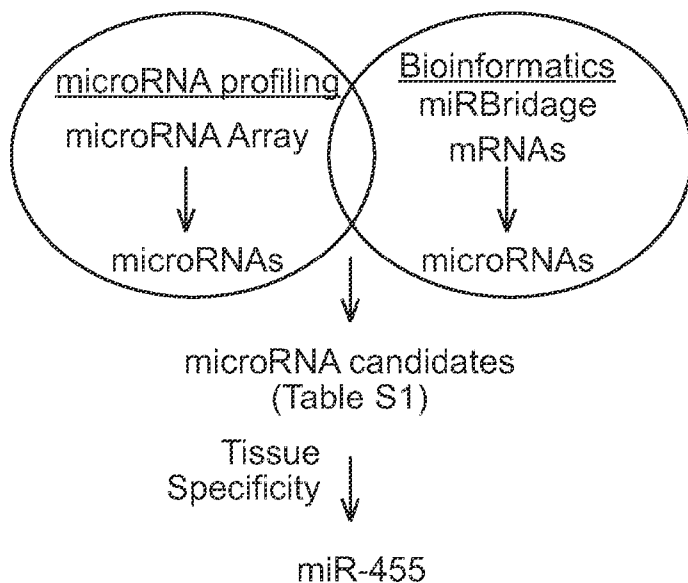 microRNA profiling
microRNA Array
microRNAs
Bioinformatics
miRBridage
mRNAs
microRNAs
microRNA candidates
(Table S1)
Tissue
Specificity
miR-455